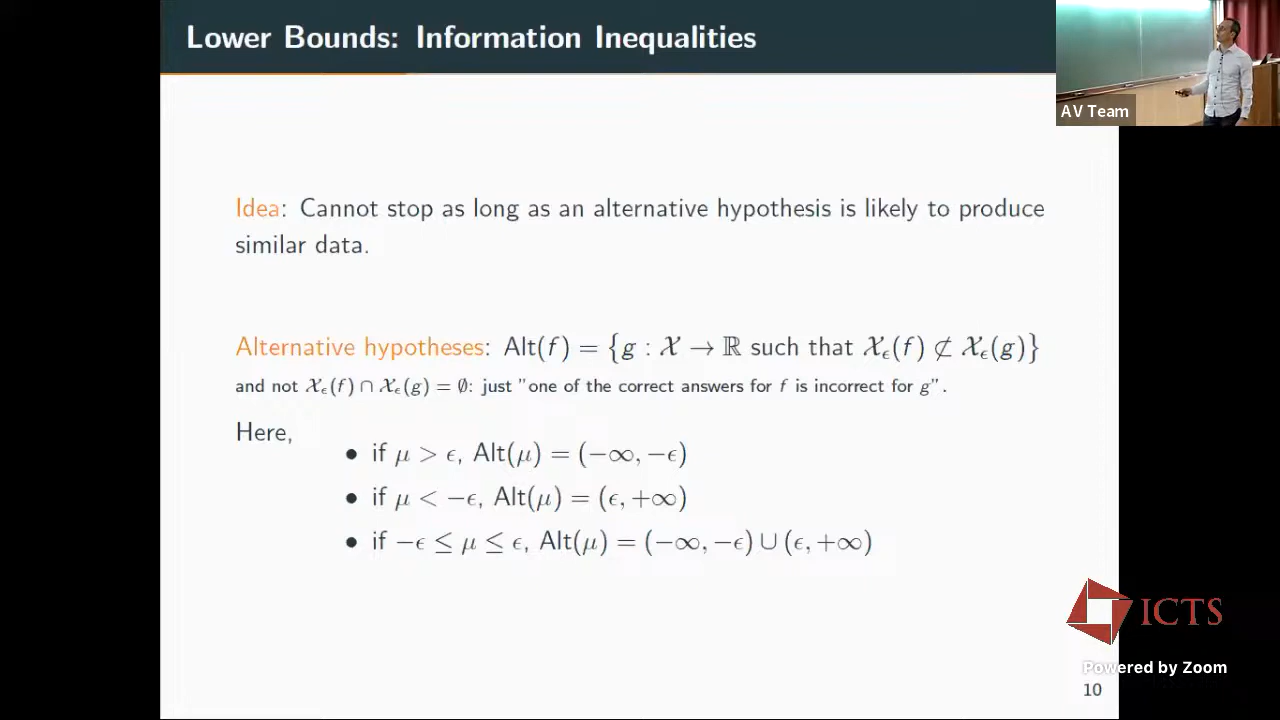 Lower Bounds: Information Inequalities
AV Team
Idea: Cannot stop as long as an alternative hypothesis is likely to produce
similar data.
Alternative hypotheses: Alt(f) = {g : 𝒳 → ℝ such that 𝒳_ϵ(f) ⊄ 𝒳_ϵ(g)}
and not 𝒳_ϵ(f) ∩ 𝒳_ϵ(g) = ∅: just "one of the correct answers for f is incorrect for g".
Here,
• if μ > ϵ, Alt(μ) = (−∞, −ϵ)
• if μ < −ϵ, Alt(μ) = (ϵ, +∞)
• if −ϵ ≤ μ ≤ ϵ, Alt(μ) = (−∞, −ϵ) ∪ (ϵ, +∞)
ICTS
Powered by Zoom
10